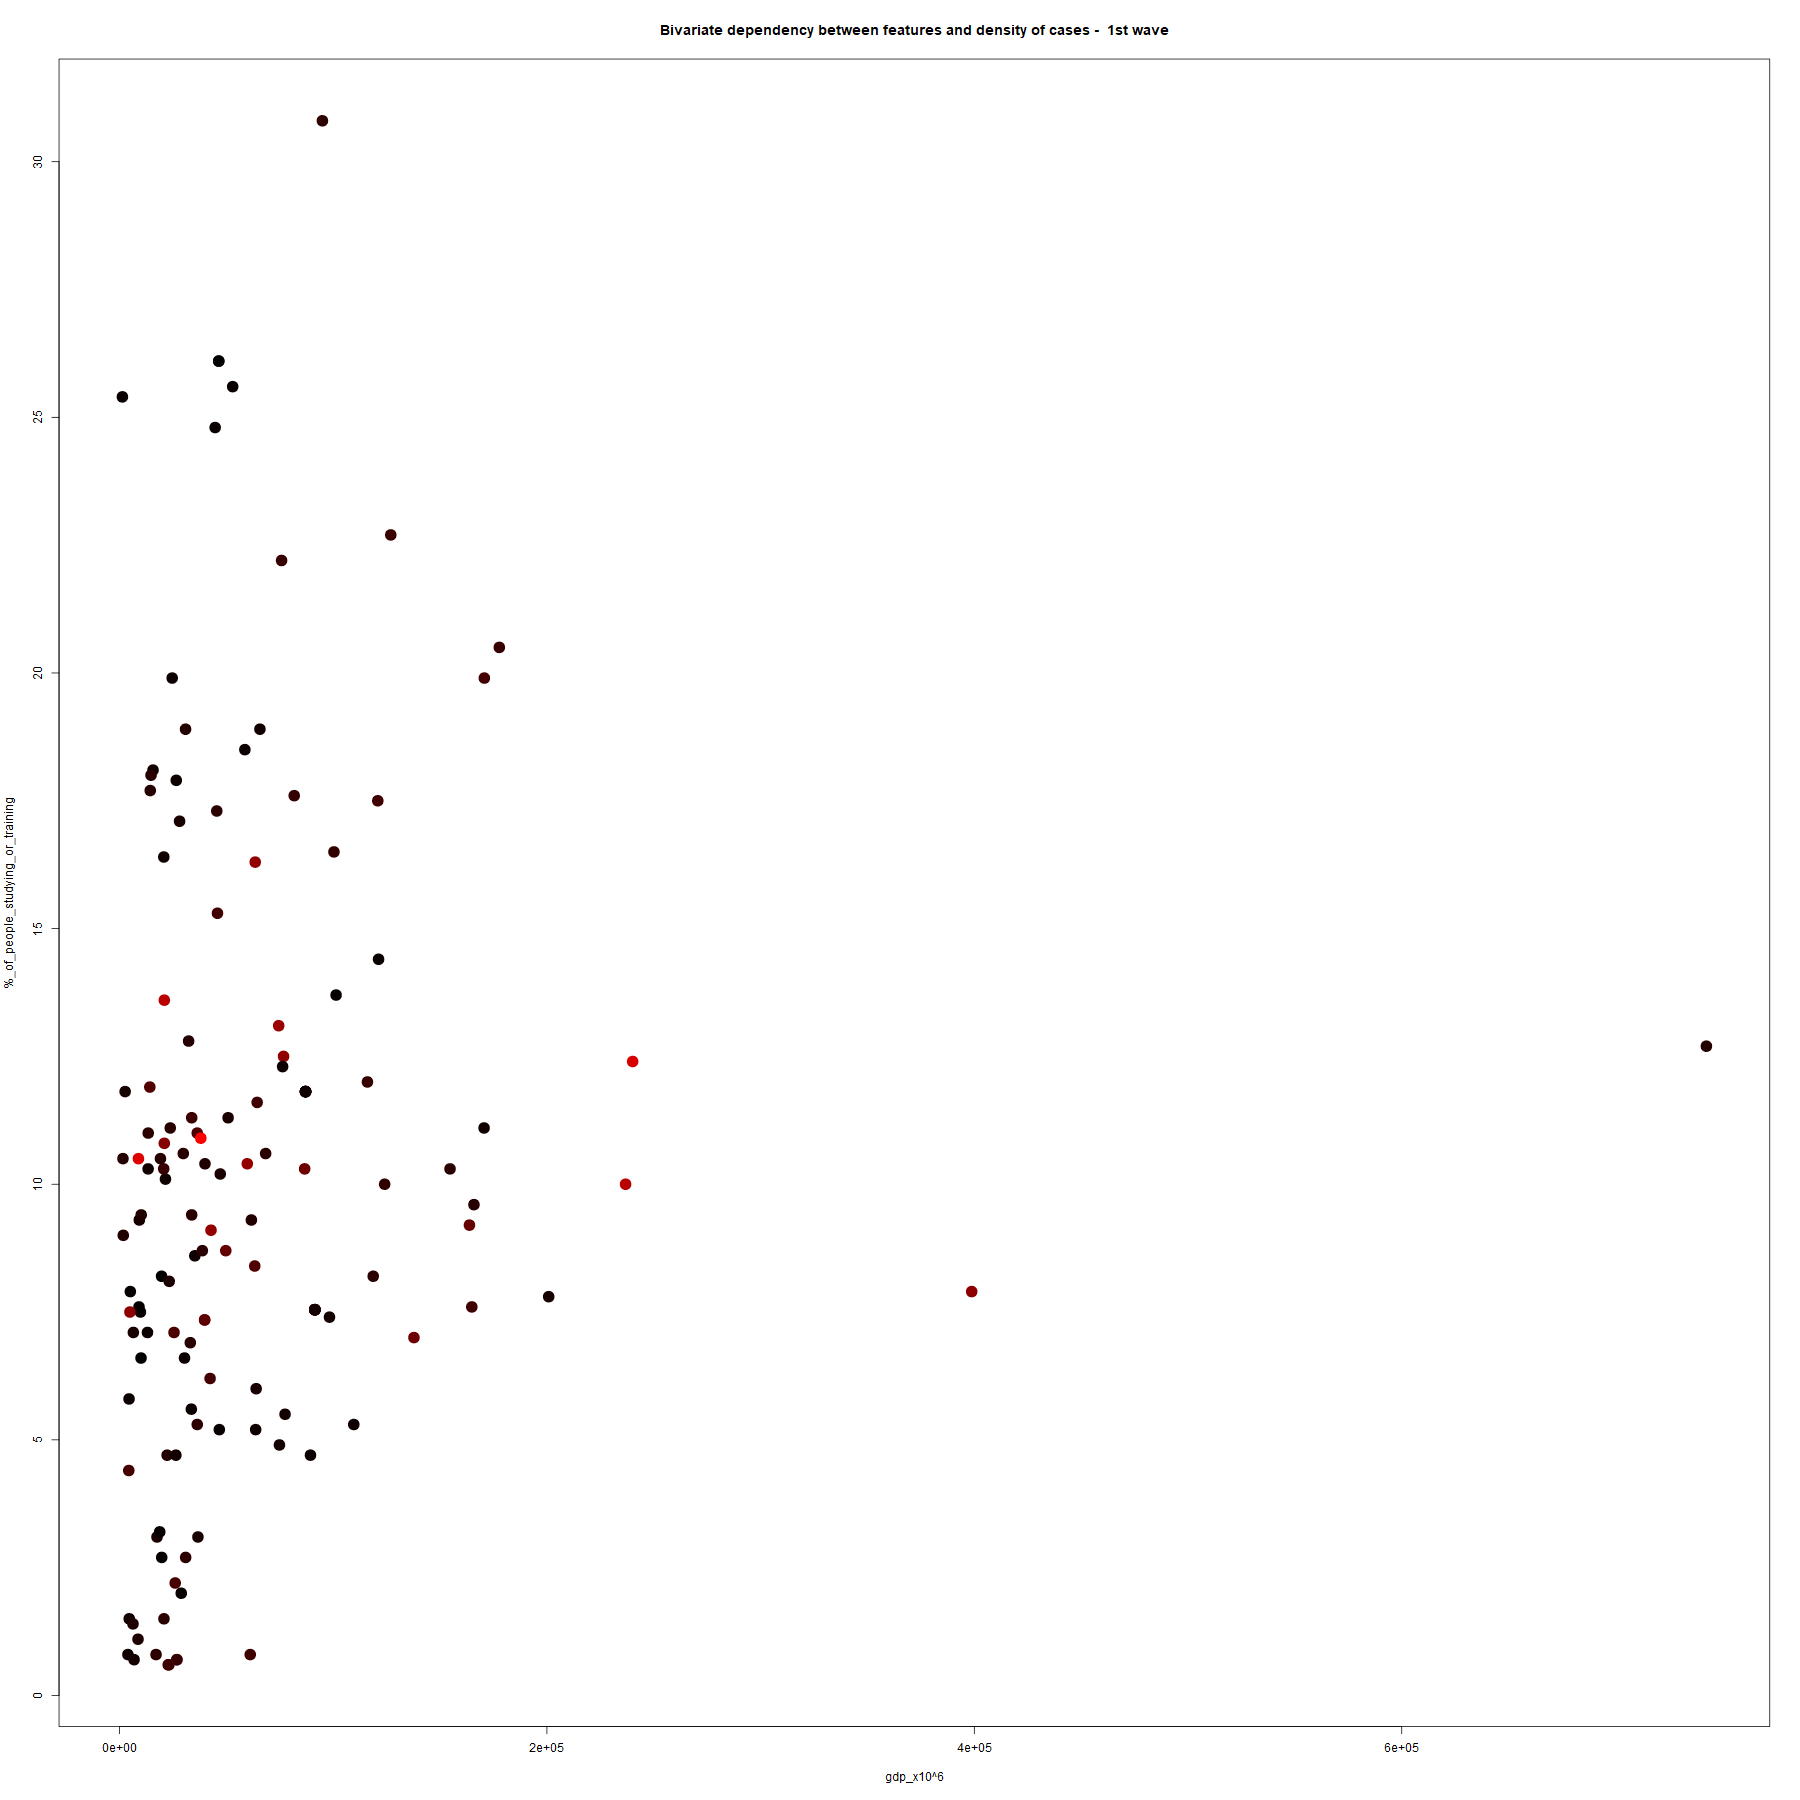 Bivariate dependency between features and density of cases -  1st wave
30
25
20
15
10
5
0
%_of_people_studying_or_training
0e+00
2e+05
4e+05
6e+05
gdp_x10^6